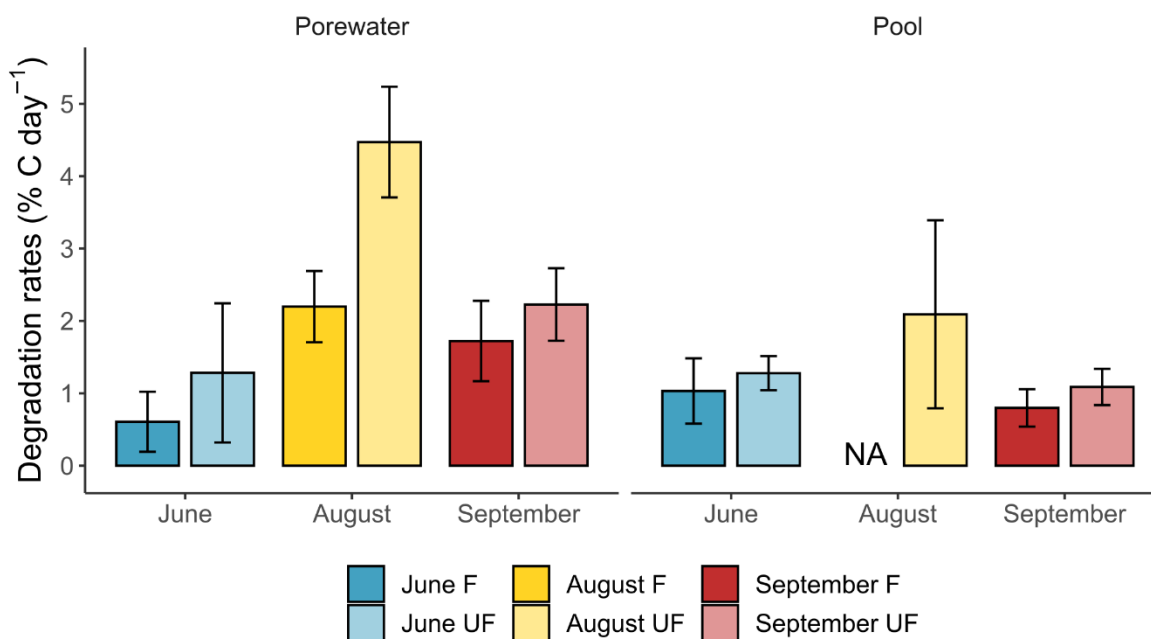 Porewater
Pool
Degradation rates (% C day⁻¹)
5
4
3
2
1
0
NA
June
August
September
June
August
September
June F
August F
September F
June UF
August UF
September UF